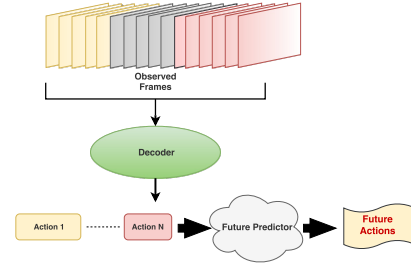 Observed
Frames
Decoder
Action 1
Action N
Future Predictor
Future
Actions